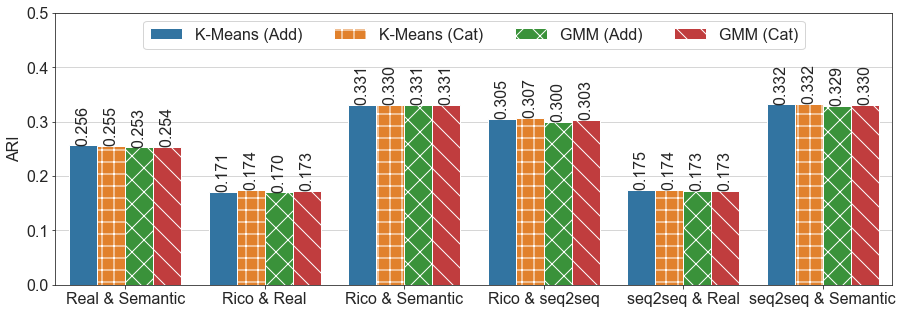 K-Means (Add) K-Means (Cat) GMM (Add) GMM (Cat)
ARI
0.5
0.4
0.3
0.2
0.1
0.0
0.256 0.255 0.253 0.254
0.171 0.174 0.170 0.173
0.331 0.330 0.331 0.331
0.305 0.307 0.300 0.303
0.175 0.174 0.173 0.173
0.332 0.332 0.329 0.330
Real & Semantic Rico & Real Rico & Semantic Rico & seq2seq seq2seq & Real seq2seq & Semantic